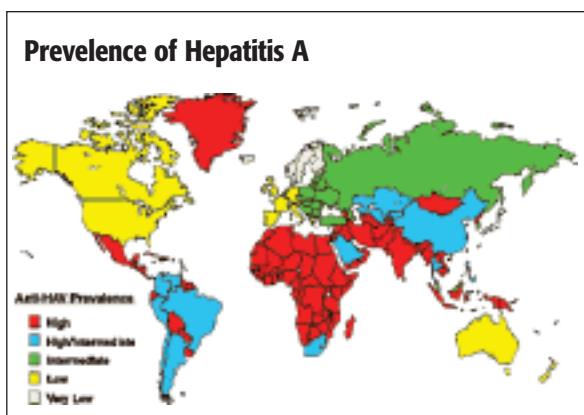 Prevelence of Hepatitis A
Anti-HAV Prevalence
High
High/Intermediate
Intermediate
Low
Very Low